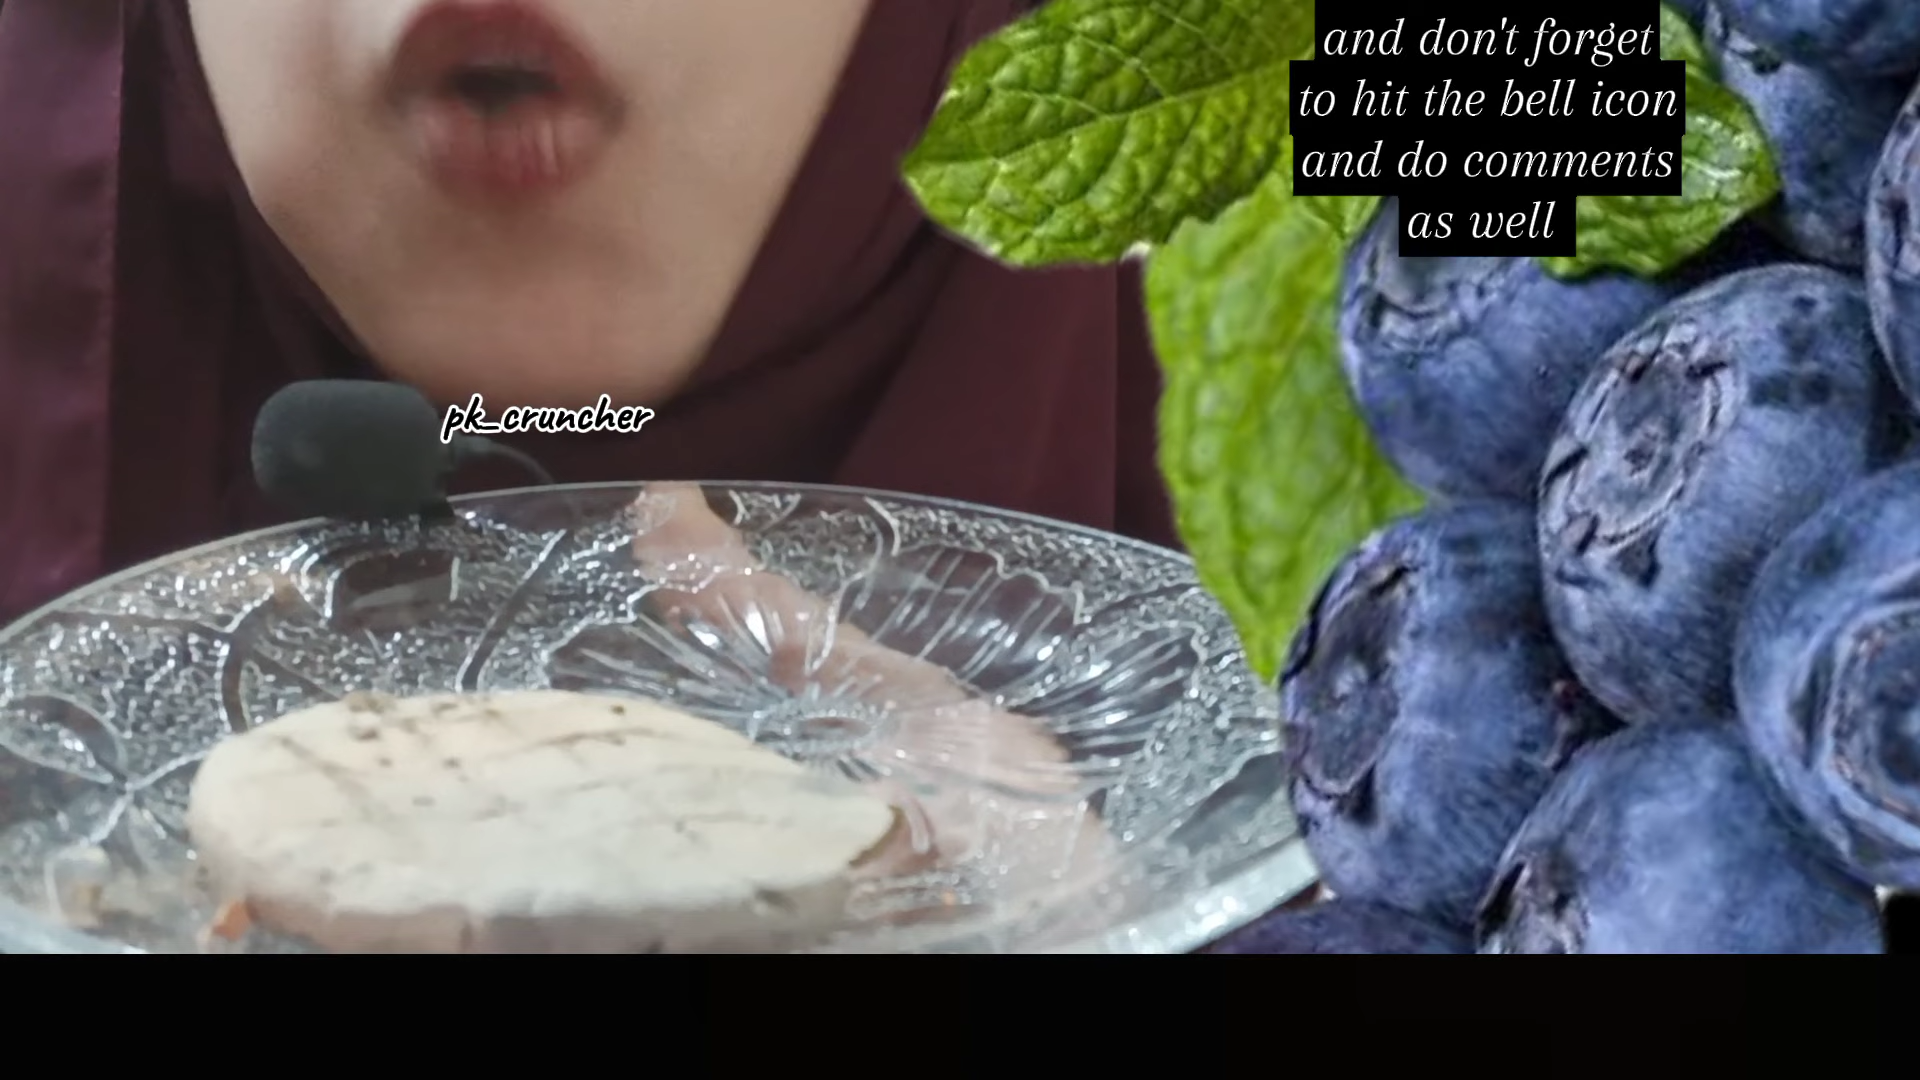 and don't forget
to hit the bell icon
and do comments
as well
pk_cruncher